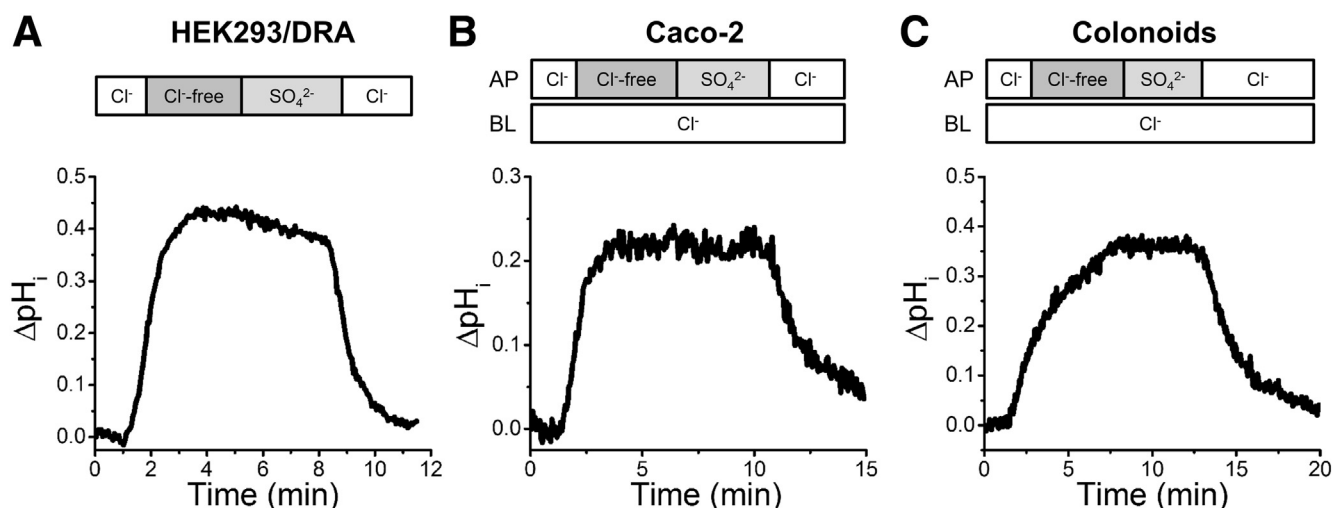 A HEK293/DRA
Cl⁻ Cl⁻-free SO₄²⁻ Cl⁻
ΔpHᵢ
0.5
0.4
0.3
0.2
0.1
0.0
0 2 4 6 8 10 12
Time (min)
B Caco-2
AP Cl⁻ Cl⁻-free SO₄²⁻ Cl⁻
BL Cl⁻
ΔpHᵢ
0.3
0.2
0.1
0.0
0 5 10 15
Time (min)
C Colonoids
AP Cl⁻ Cl⁻-free SO₄²⁻ Cl⁻
BL Cl⁻
ΔpHᵢ
0.5
0.4
0.3
0.2
0.1
0.0
0 5 10 15 20
Time (min)